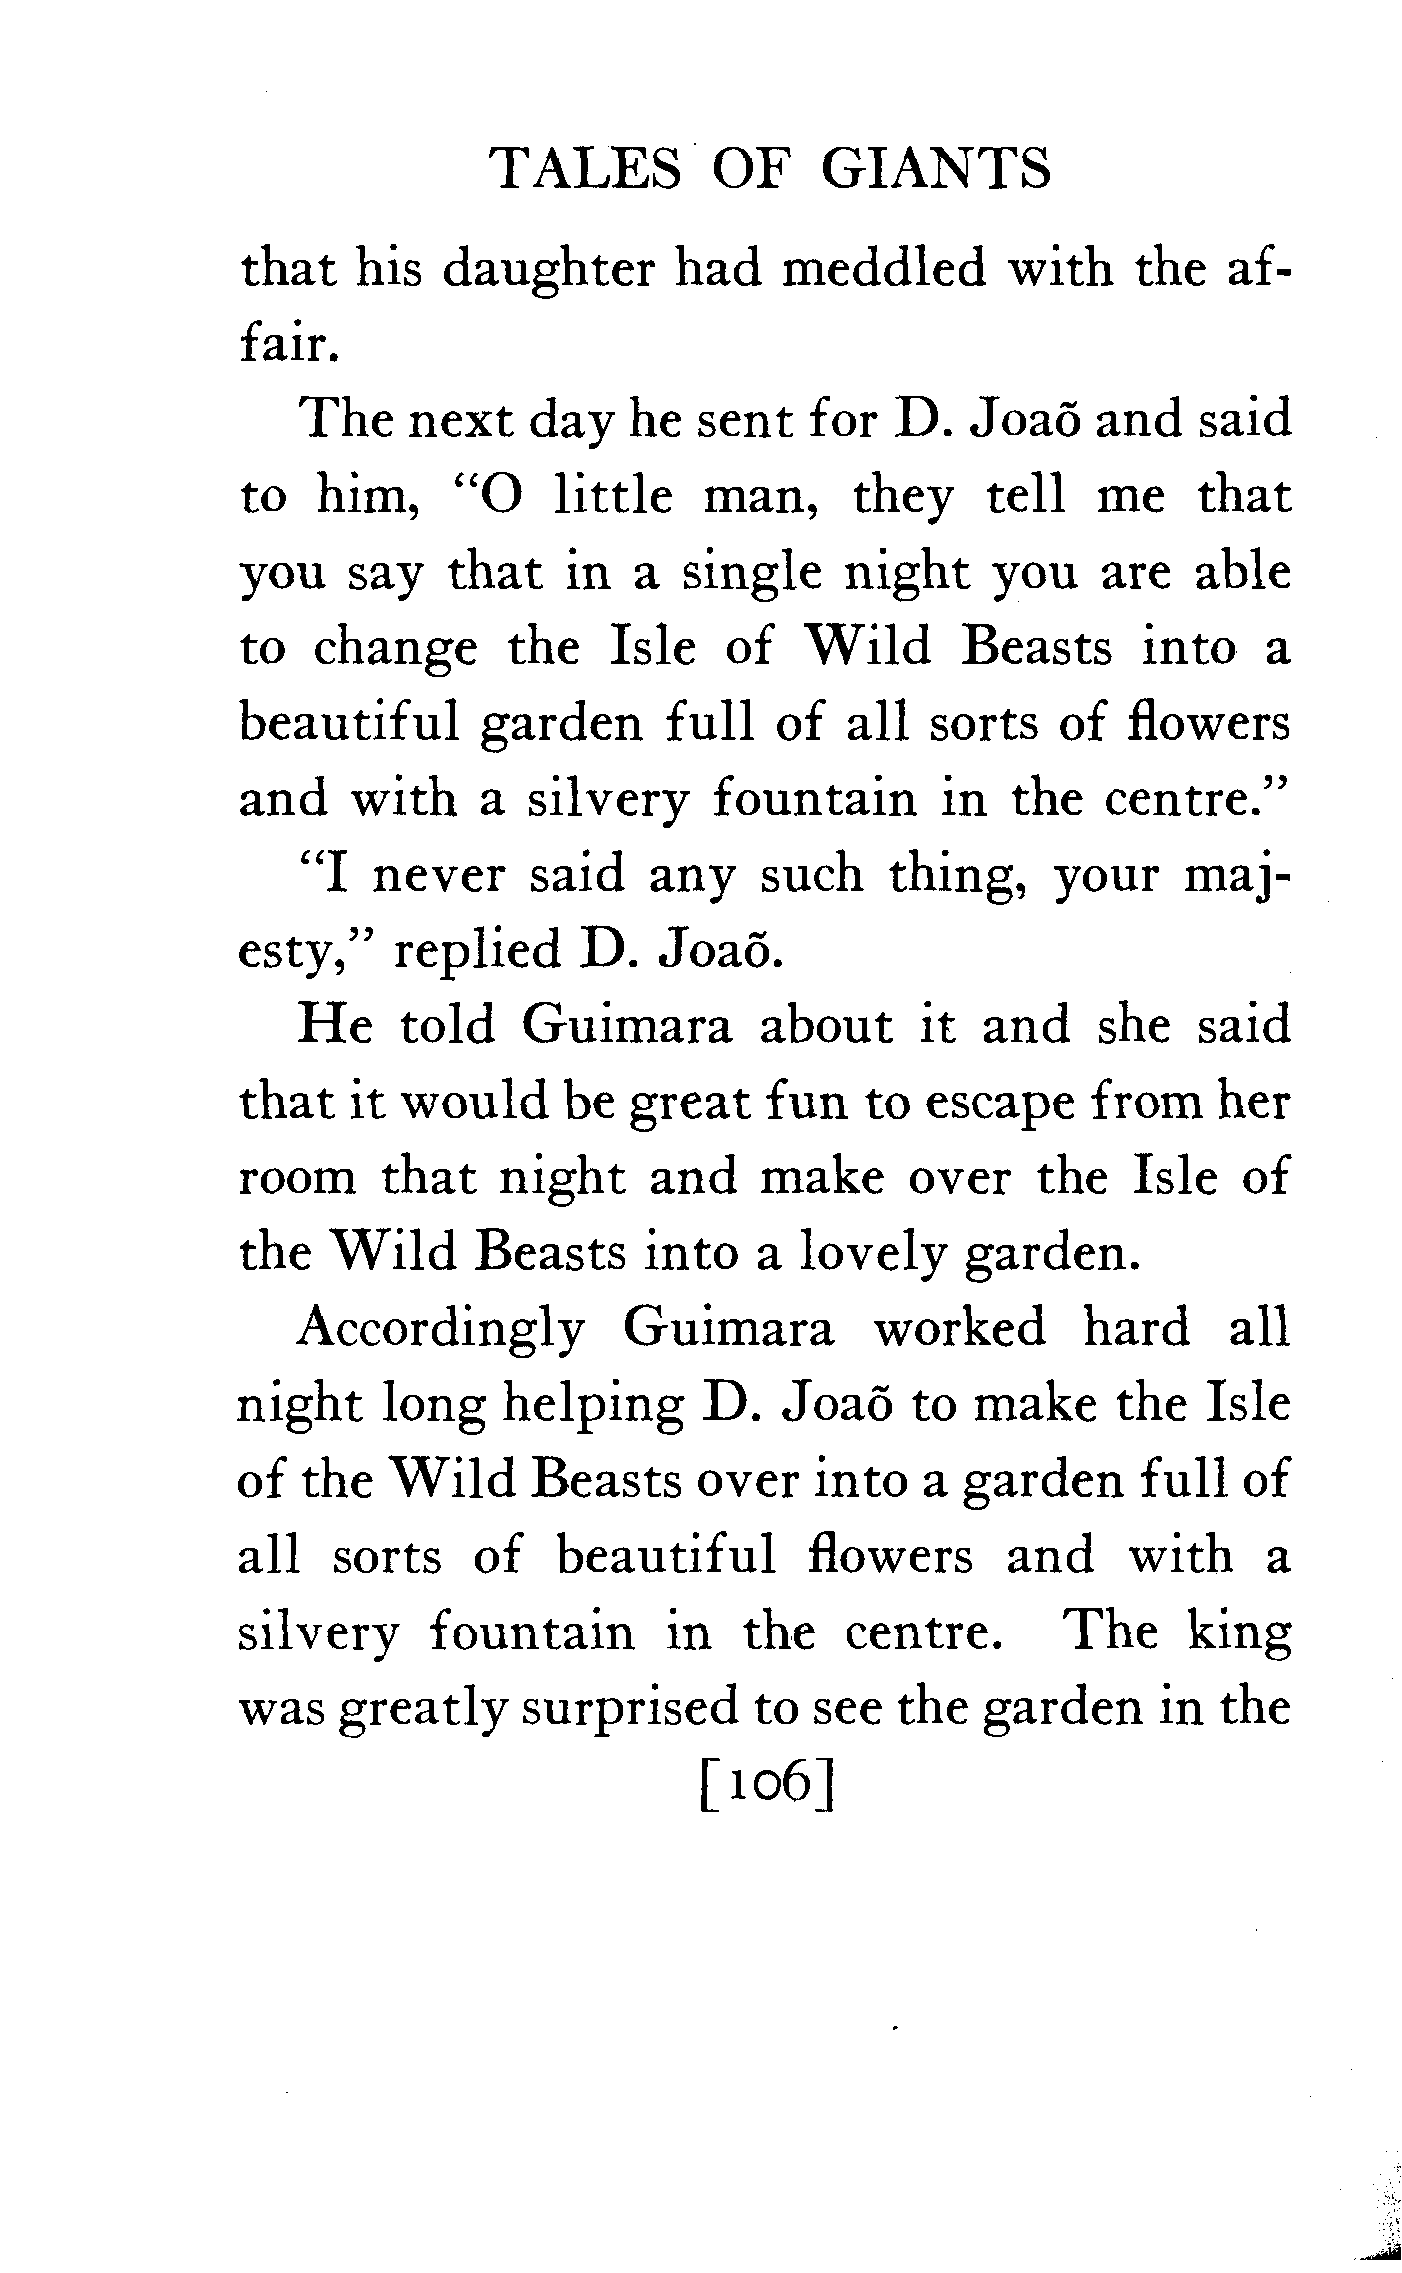 TALES OF GIANTS
that his daughter had meddled with the af-
fair.
The next day he sent for D. Joaõ and said
to him, “O little man, they tell me that
you say that in a single night you are able
to change the Isle of Wild Beasts into a
beautiful garden full of all sorts of flowers
and with a silvery fountain in the centre.”
“I never said any such thing, your maj-
esty,” replied D. Joaõ.
He told Guimara about it and she said
that it would be great fun to escape from her
room that night and make over the Isle of
the Wild Beasts into a lovely garden.
Accordingly Guimara worked hard all
night long helping D. Joaõ to make the Isle
of the Wild Beasts over into a garden full of
all sorts of beautiful flowers and with a
silvery fountain in the centre. The king
was greatly surprised to see the garden in the
[106]